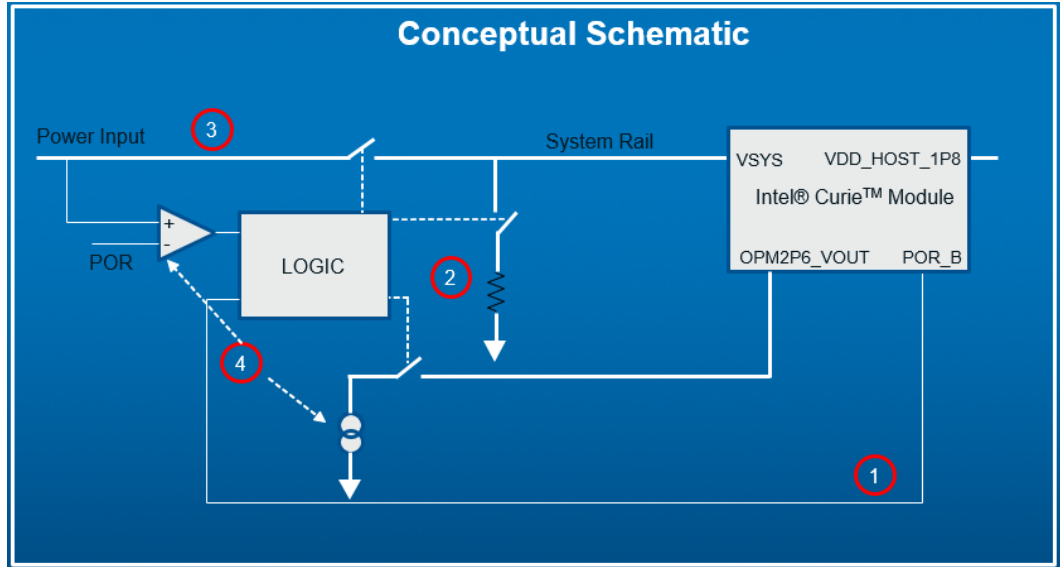 Conceptual Schematic
Power Input
3
System Rail
VSYS
VDD_HOST_1P8
Intel® Curie™ Module
+
-
POR
LOGIC
2
OPM2P6_VOUT
POR_B
4
1